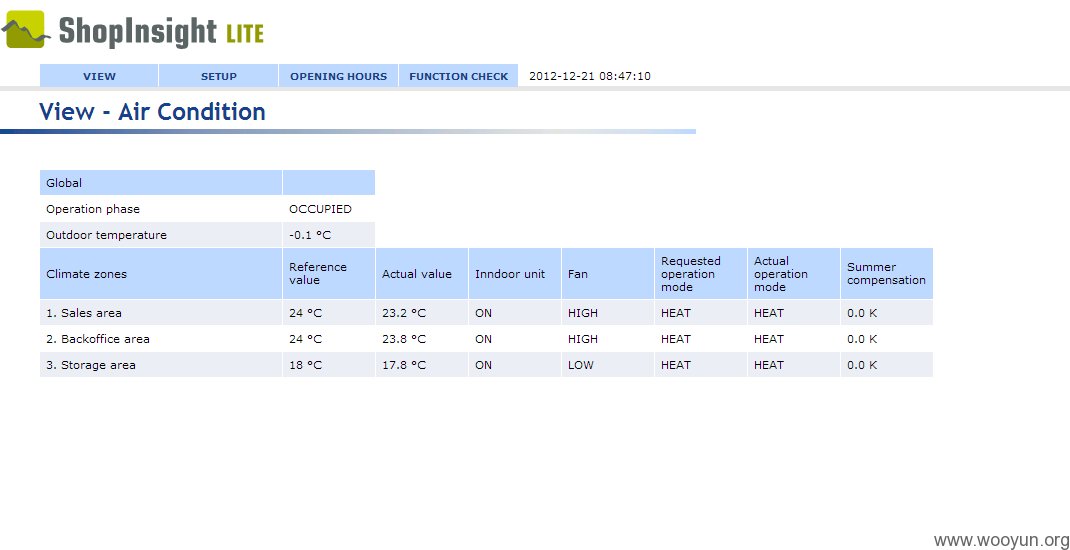 ShopInsight LITE
VIEW SETUP OPENING HOURS FUNCTION CHECK 2012-12-21 08:47:10
View - Air Condition
Global
Operation phase OCCUPIED
Outdoor temperature -0.1 °C
Climate zones Reference value Actual value Inndoor unit Fan Requested operation mode Actual operation mode Summer compensation
1. Sales area 24 °C 23.2 °C ON HIGH HEAT HEAT 0.0 K
2. Backoffice area 24 °C 23.8 °C ON HIGH HEAT HEAT 0.0 K
3. Storage area 18 °C 17.8 °C ON LOW HEAT HEAT 0.0 K
www.wooyun.org